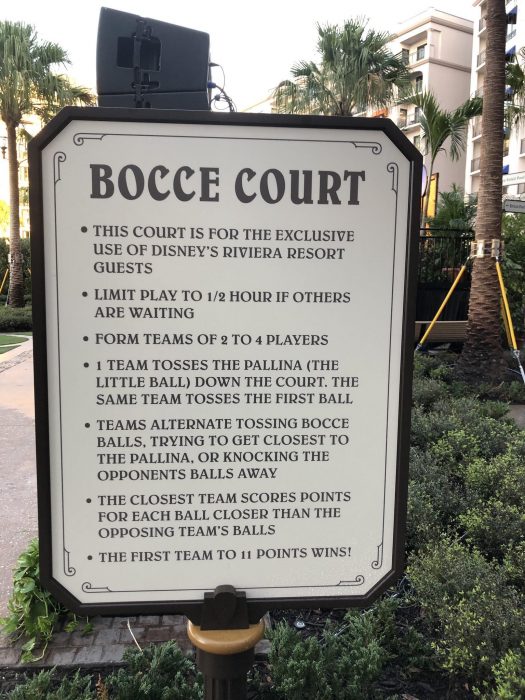 BOCCE COURT
• THIS COURT IS FOR THE EXCLUSIVE
USE OF DISNEY'S RIVIERA RESORT
GUESTS
• LIMIT PLAY TO 1/2 HOUR IF OTHERS
ARE WAITING
• FORM TEAMS OF 2 TO 4 PLAYERS
• 1 TEAM TOSSES THE PALLINA (THE
LITTLE BALL) DOWN THE COURT. THE
SAME TEAM TOSSES THE FIRST BALL
• TEAMS ALTERNATE TOSSING BOCCE
BALLS, TRYING TO GET CLOSEST TO
THE PALLINA, OR KNOCKING THE
OPPONENTS BALLS AWAY
• THE CLOSEST TEAM SCORES POINTS
FOR EACH BALL CLOSER THAN THE
OPPOSING TEAM'S BALLS
• THE FIRST TEAM TO 11 POINTS WINS!